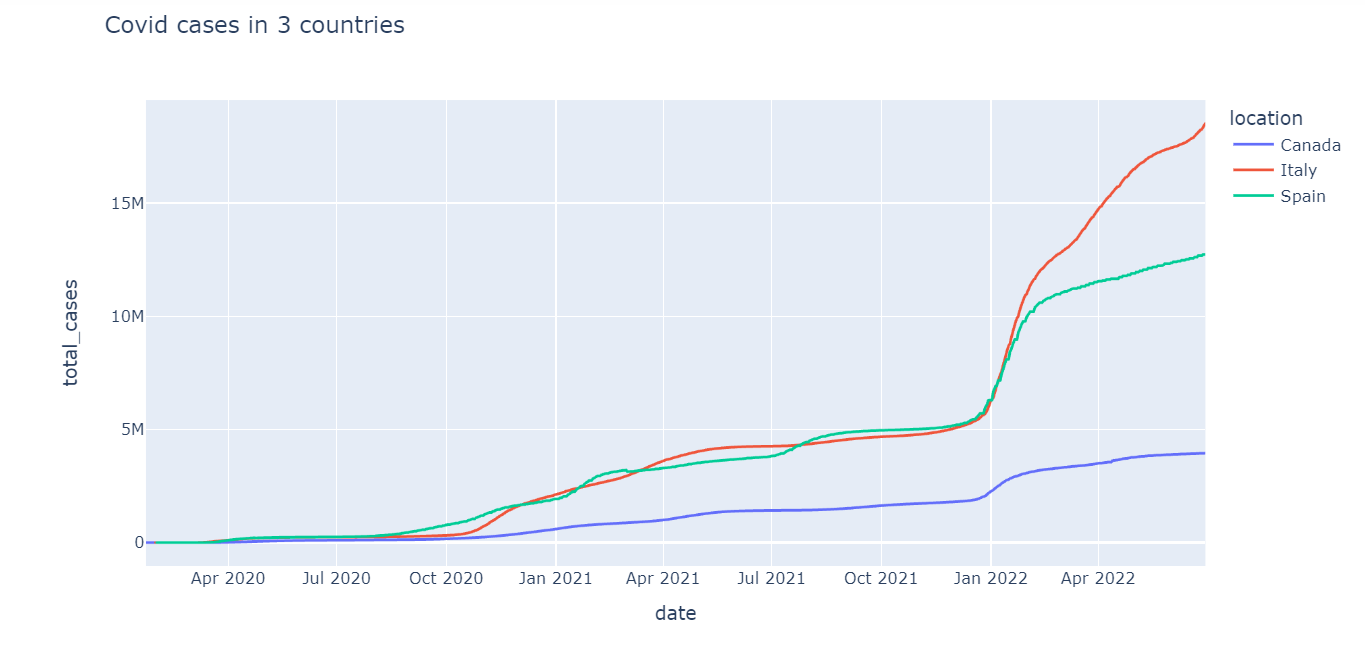 Covid cases in 3 countries
location
Canada
Italy
Spain
15M
10M
5M
0
total_cases
Apr 2020 Jul 2020 Oct 2020 Jan 2021 Apr 2021 Jul 2021 Oct 2021 Jan 2022 Apr 2022
date